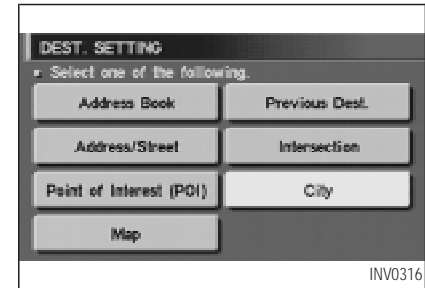 DEST. SETTING
Select one of the following.
Address Book
Previous Dest.
Address/Street
Intersection
Point of Interest (POI)
City
Map
INV0316